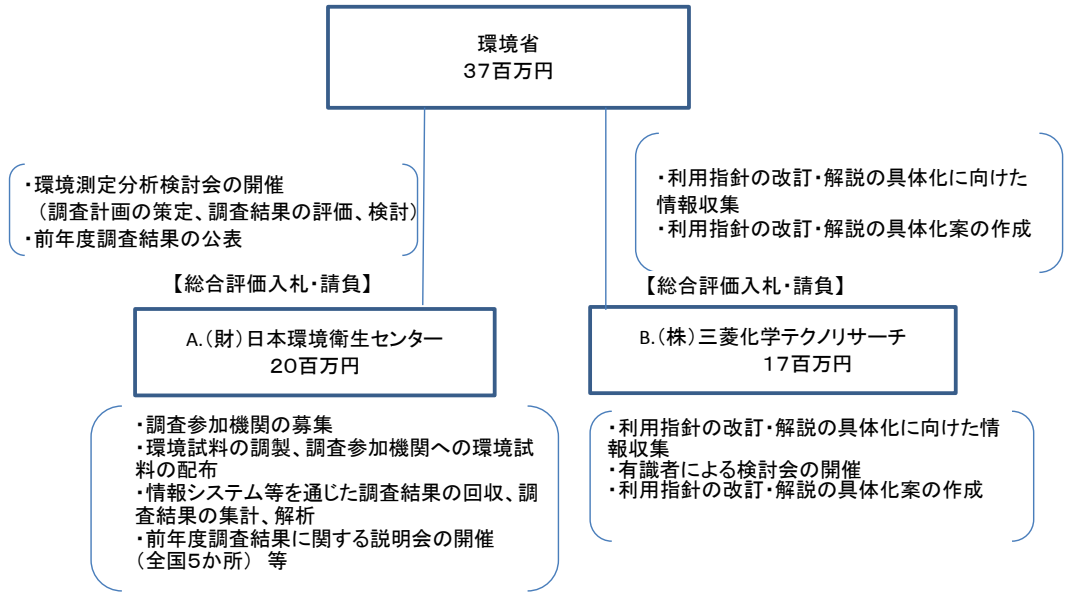 環境省
37百万円
・環境測定分析検討会の開催
(調査計画の策定、調査結果の評価、検討)
・前年度調査結果の公表
・利用指針の改訂・解説の具体化に向けた
情報収集
・利用指針の改訂・解説の具体化案の作成
【総合評価入札・請負】
【総合評価入札・請負】
A.(財)日本環境衛生センター
20百万円
B.(株)三菱化学テクノリサーチ
17百万円
・調査参加機関の募集
・環境試料の調製、調査参加機関への環境試
料の配布
・情報システム等を通じた調査結果の回収、調
査結果の集計、解析
・前年度調査結果に関する説明会の開催
(全国5か所) 等
・利用指針の改訂・解説の具体化に向けた情
報収集
・有識者による検討会の開催
・利用指針の改訂・解説の具体化案の作成